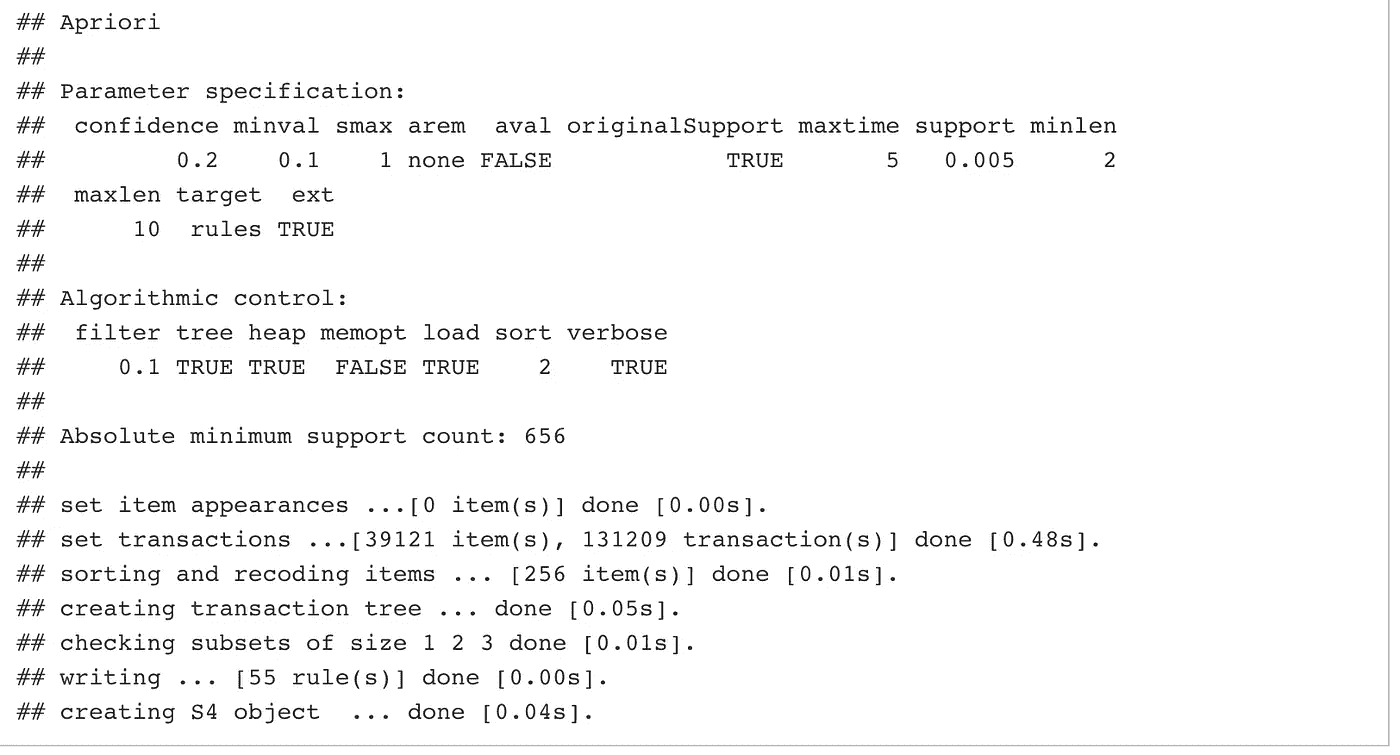 ## Apriori
##
## Parameter specification:
##  confidence minval smax arem  aval originalSupport maxtime support minlen
##         0.2    0.1    1 none FALSE            TRUE       5   0.005      2
##  maxlen target  ext
##      10  rules TRUE
##
## Algorithmic control:
##  filter tree heap memopt load sort verbose
##     0.1 TRUE TRUE  FALSE TRUE    2    TRUE
##
## Absolute minimum support count: 656
##
## set item appearances ...[0 item(s)] done [0.00s].
## set transactions ...[39121 item(s), 131209 transaction(s)] done [0.48s].
## sorting and recoding items ... [256 item(s)] done [0.01s].
## creating transaction tree ... done [0.05s].
## checking subsets of size 1 2 3 done [0.01s].
## writing ... [55 rule(s)] done [0.00s].
## creating S4 object  ... done [0.04s].